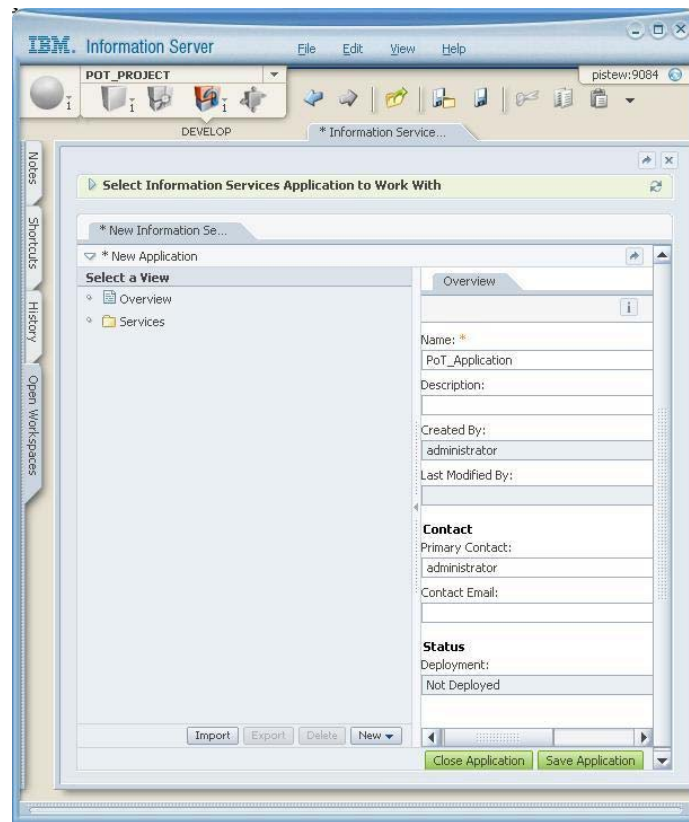 IBM. Information Server
File Edit View Help
POT_PROJECT
pistew:9084
DEVELOP
* Information Service...
Notes
Shortcuts
History
Open Workspaces
Select Information Services Application to Work With
* New Information Se...
* New Application
Select a View
Overview
Services
Overview
i
Name: *
PoT_Application
Description:
Created By:
administrator
Last Modified By:
Contact
Primary Contact:
administrator
Contact Email:
Status
Deployment:
Not Deployed
Import Export Delete New
Close Application Save Application